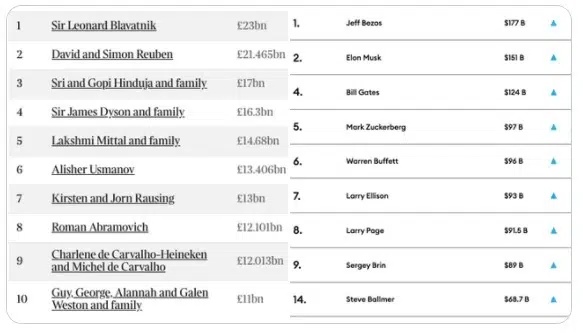 1 Sir Leonard Blavatnik £23bn
2 David and Simon Reuben £21.465bn
3 Sri and Gopi Hinduja and family £17bn
4 Sir James Dyson and family £16.3bn
5 Lakshmi Mittal and family £14.68bn
6 Alisher Usmanov £13.406bn
7 Kirsten and Jorn Rausing £13bn
8 Roman Abramovich £12.101bn
9 Charlene de Carvalho-Heineken
and Michel de Carvalho £12.013bn
10 Guy, George, Alannah and Galen
Weston and family £11bn
1. Jeff Bezos $177 B
2. Elon Musk $151 B
4. Bill Gates $124 B
5. Mark Zuckerberg $97 B
6. Warren Buffett $96 B
7. Larry Ellison $93 B
8. Larry Page $91.5 B
9. Sergey Brin $89 B
14. Steve Ballmer $68.7 B